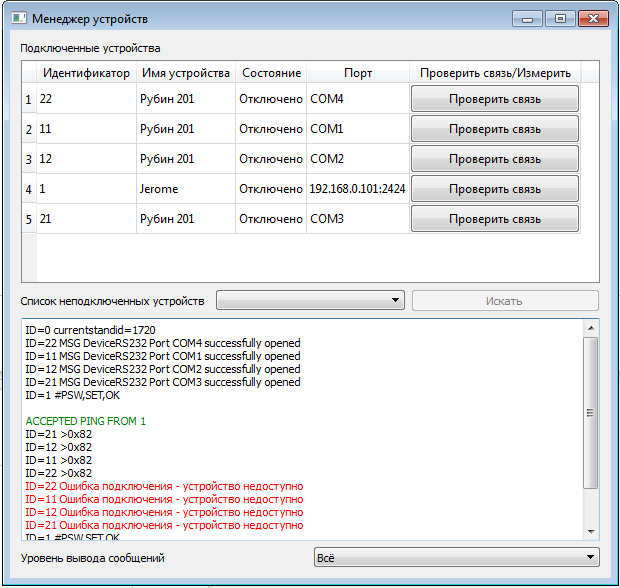 Менеджер устройств
Подключенные устройства
Идентификатор Имя устройства Состояние Порт Проверить связь/Измерить
1 22 Рубин 201 Отключено COM4 Проверить связь
2 11 Рубин 201 Отключено COM1 Проверить связь
3 12 Рубин 201 Отключено COM2 Проверить связь
4 1 Jerome Отключено 192.168.0.101:2424 Проверить связь
5 21 Рубин 201 Отключено COM3 Проверить связь
Список неподключенных устройств Искать
ID=0 currentstandid=1720
ID=22 MSG DeviceRS232 Port COM4 successfully opened
ID=11 MSG DeviceRS232 Port COM1 successfully opened
ID=12 MSG DeviceRS232 Port COM2 successfully opened
ID=21 MSG DeviceRS232 Port COM3 successfully opened
ID=1 #PSW,SET,OK
ACCEPTED PING FROM 1
ID=21 >0x82
ID=12 >0x82
ID=11 >0x82
ID=22 >0x82
ID=22 Ошибка подключения - устройство недоступно
ID=11 Ошибка подключения - устройство недоступно
ID=12 Ошибка подключения - устройство недоступно
ID=21 Ошибка подключения - устройство недоступно
ID=1 #PSW,SET,OK
Уровень вывода сообщений Всё